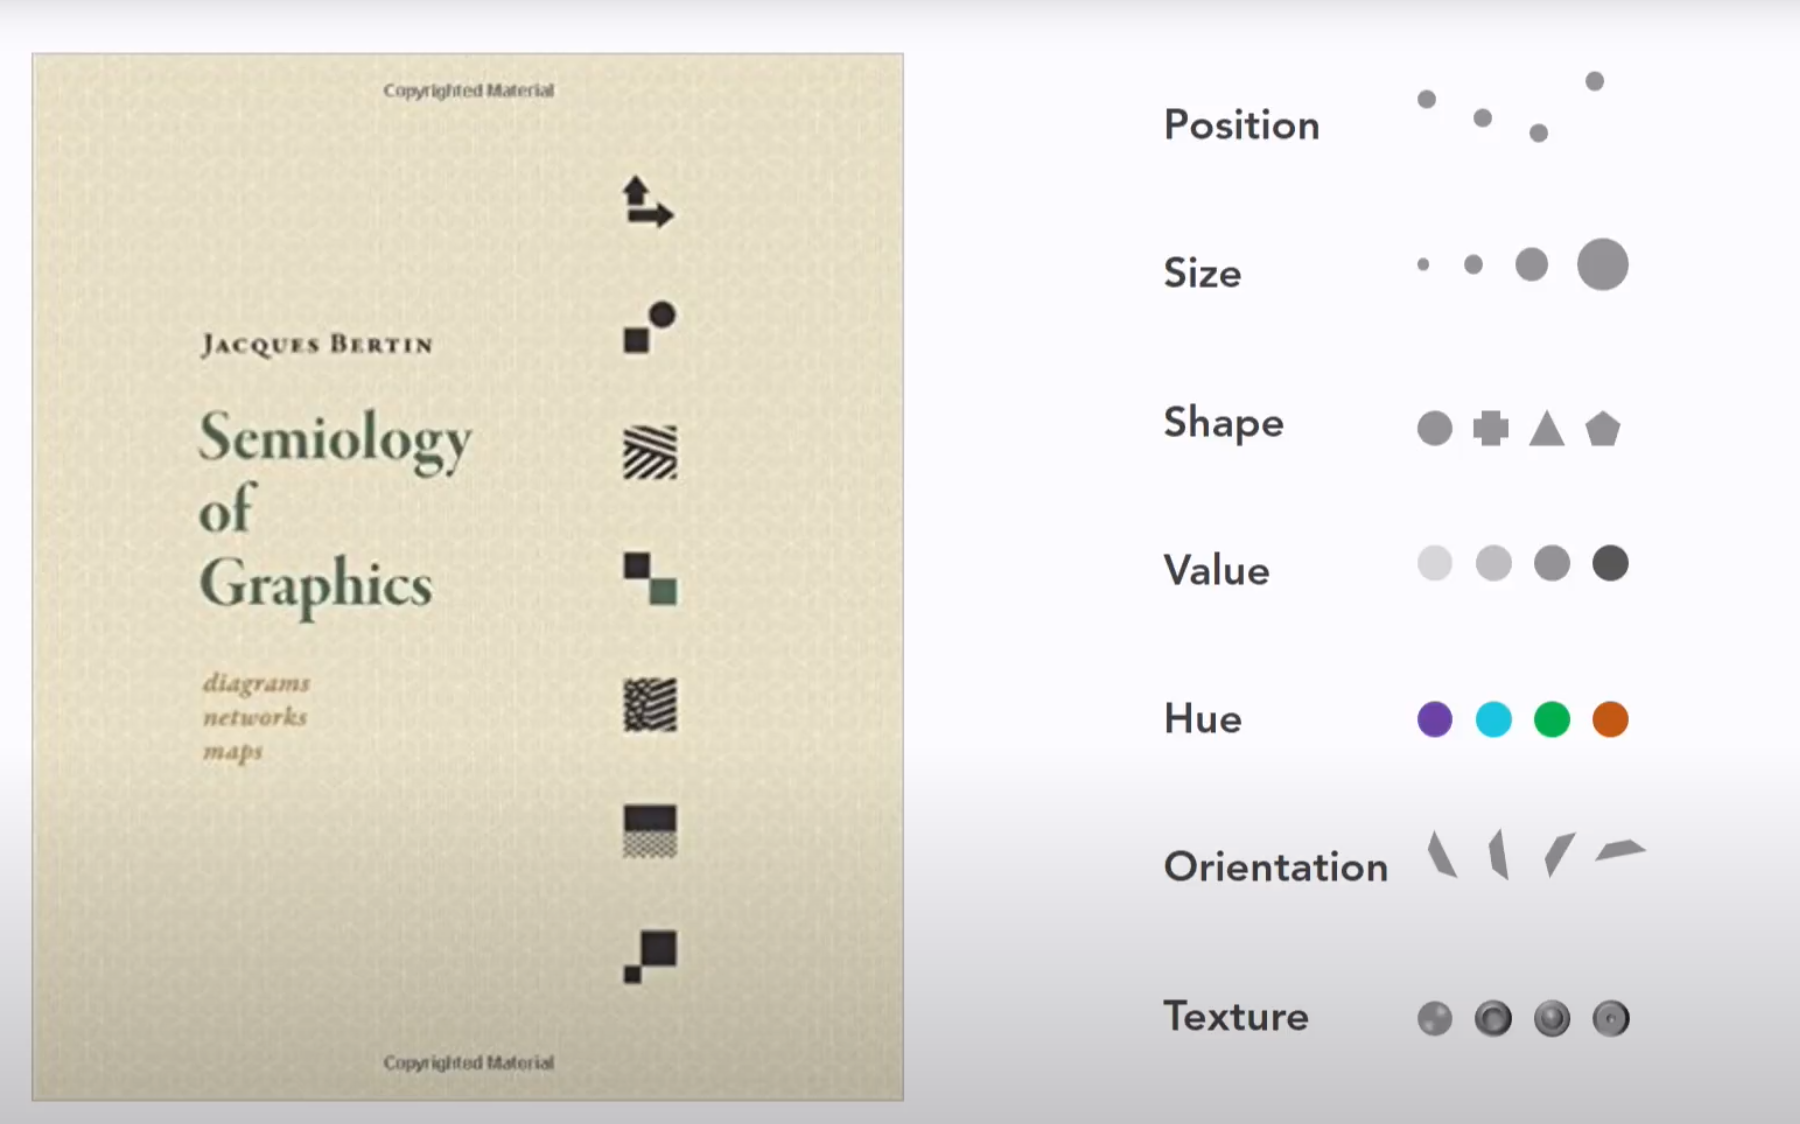 Copyrighted Material
JACQUES BERTIN
Semiology
of
Graphics
diagrams
networks
maps
Copyrighted Material
Position
Size
Shape
Value
Hue
Orientation
Texture